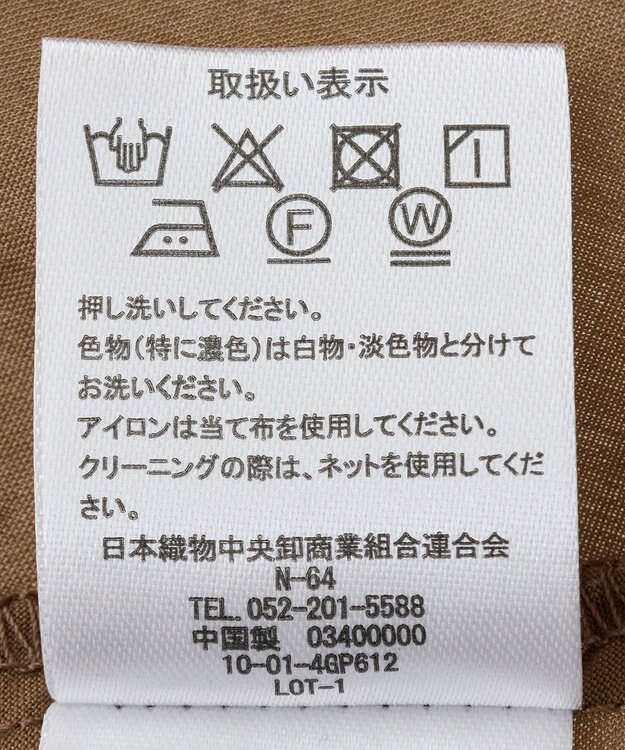 取扱い表示
F W
押し洗いしてください。
色物(特に濃色)は白物・淡色物と分けて
お洗いください。
アイロンは当て布を使用してください。
クリーニングの際は、ネットを使用してくだ
さい。
日本織物中央卸商業組合連合会
N-64
TEL. 052-201-5588
中国製 03400000
10-01-4GP612
LOT-1